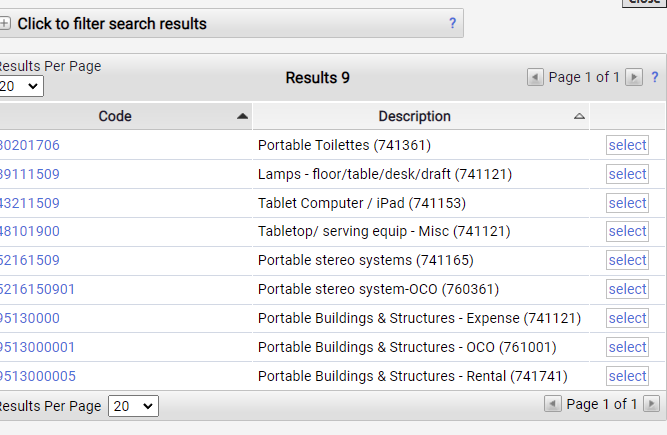 Close
Click to filter search results ?
Results Per Page
20
Results 9
Page 1 of 1 ?
Code Description
30201706 Portable Toilettes (741361) select
39111509 Lamps - floor/table/desk/draft (741121) select
43211509 Tablet Computer / iPad (741153) select
48101900 Tabletop/ serving equip - Misc (741121) select
52161509 Portable stereo systems (741165) select
5216150901 Portable stereo system-OCO (760361) select
95130000 Portable Buildings & Structures - Expense (741121) select
9513000001 Portable Buildings & Structures - OCO (761001) select
9513000005 Portable Buildings & Structures - Rental (741741) select
Results Per Page 20 Page 1 of 1